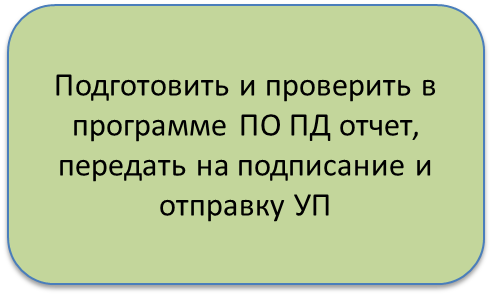 Подготовить и проверить в
программе ПО ПД отчет,
передать на подписание и
отправку УП